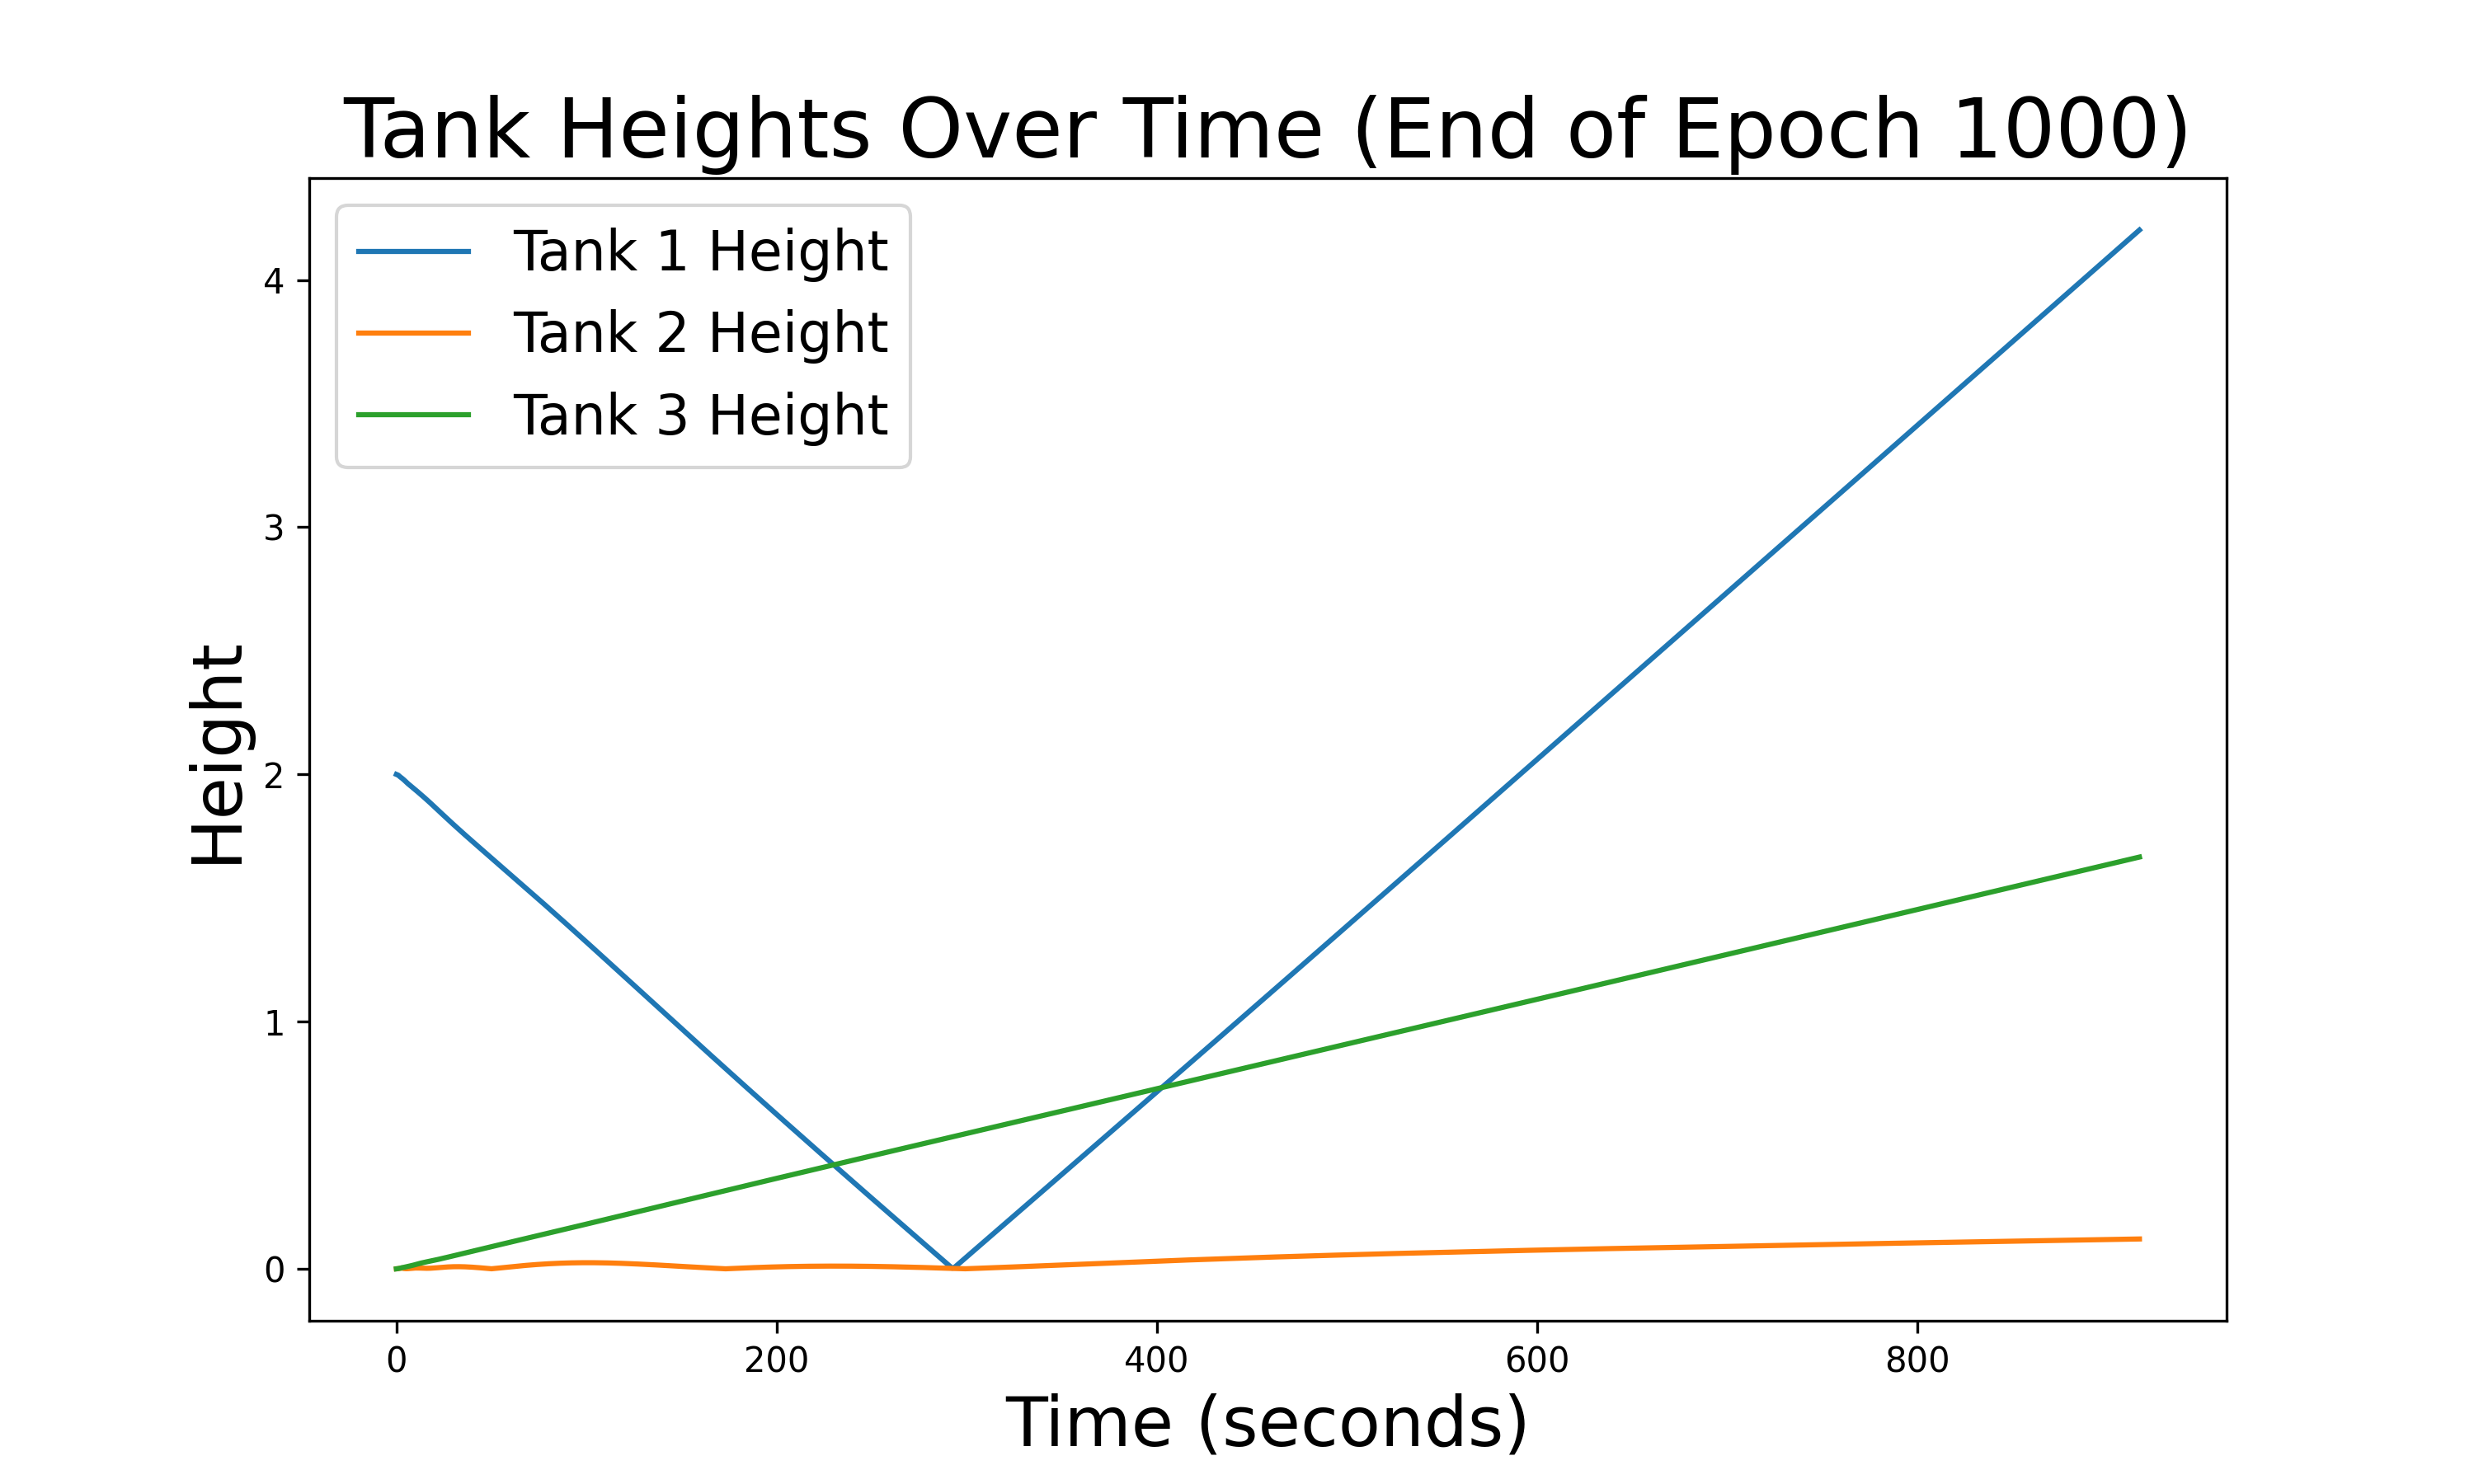 Tank Heights Over Time (End of Epoch 1000)
Tank 1 Height
Tank 2 Height
Tank 3 Height
Height
4
3
2
1
0
0 200 400 600 800
Time (seconds)